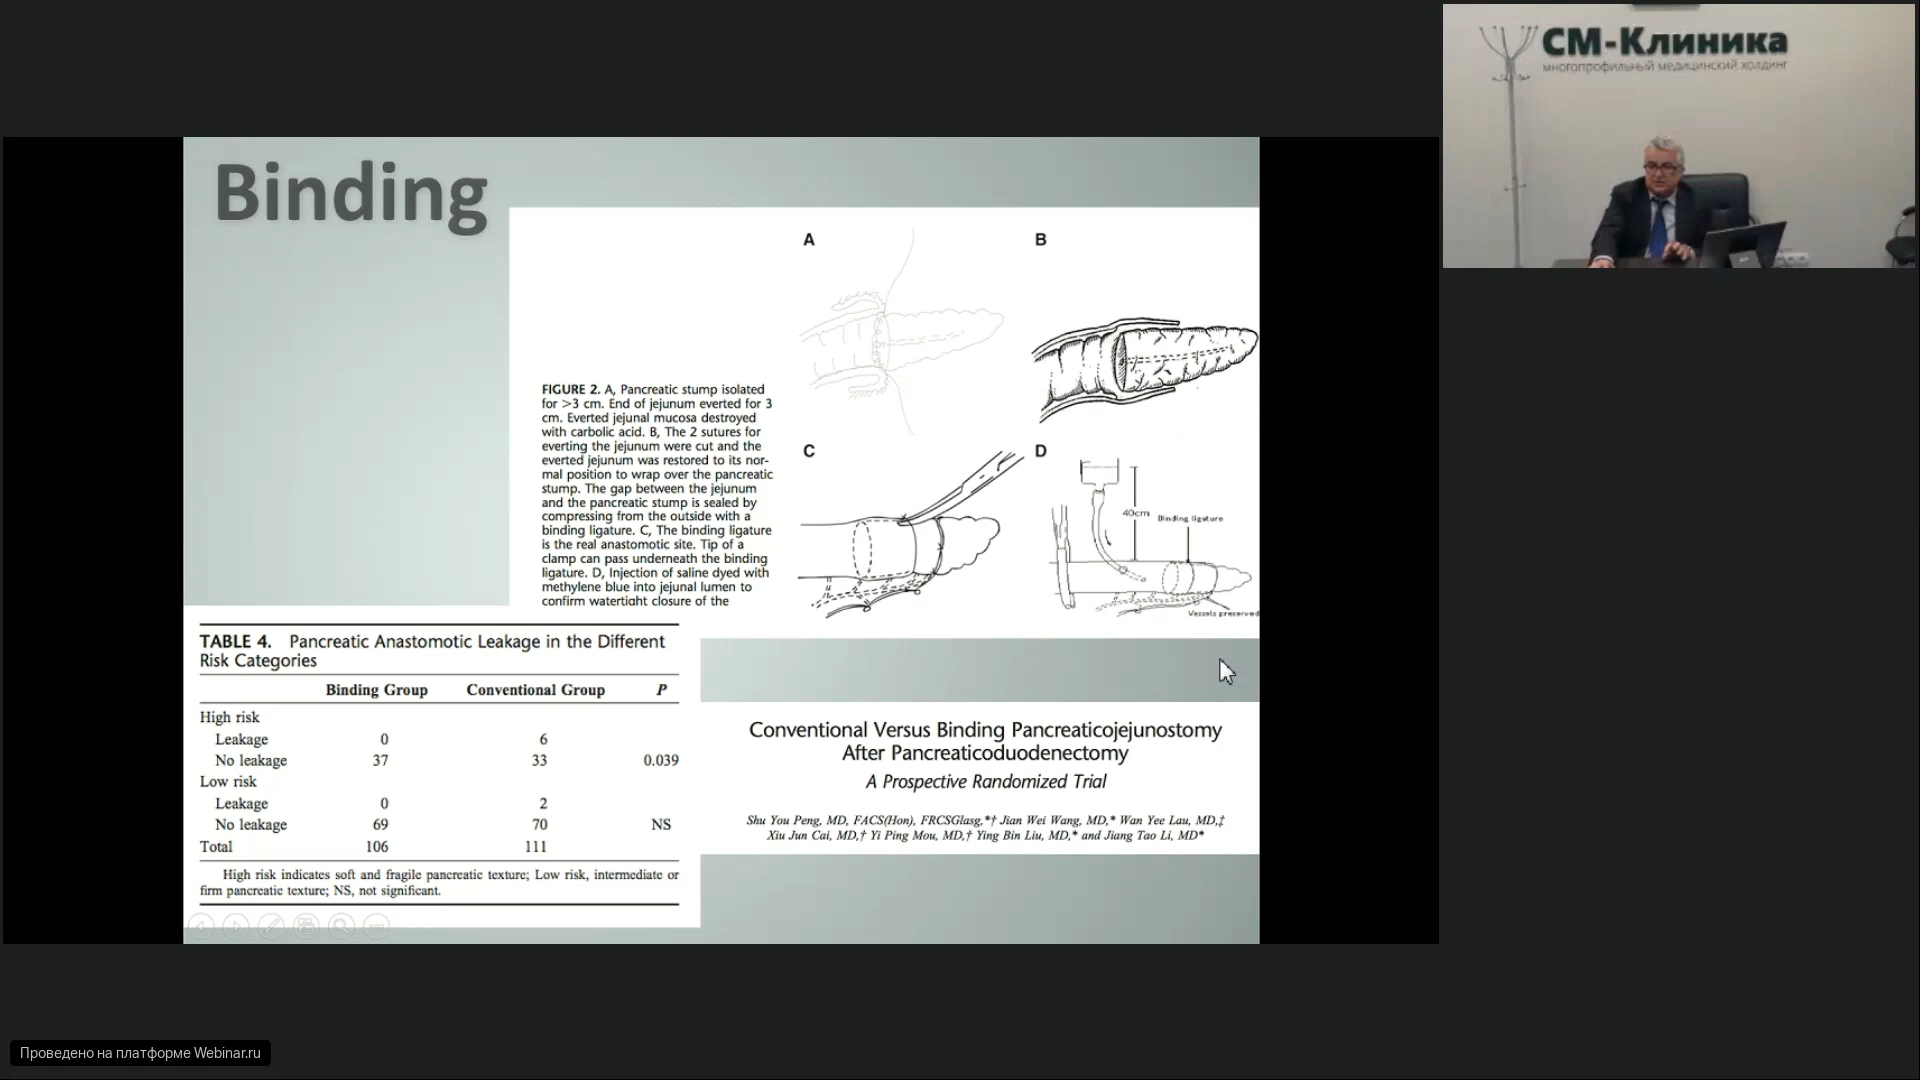 СМ-Клиника
многопрофильный медицинский холдинг
Binding
A
B
FIGURE 2. A, Pancreatic stump isolated
for >3 cm. End of jejunum everted for 3
cm. Everted jejunal mucosa destroyed
with carbolic acid. B, The 2 sutures for
everting the jejunum were cut and the
everted jejunum was restored to its nor-
mal position to wrap over the pancreatic
stump. The gap between the jejunum
and the pancreatic stump is sealed by
compressing from the outside with a
binding ligature. C, The binding ligature
is the real anastomotic site. Tip of a
clamp can pass underneath the binding
ligature. D, Injection of saline dyed with
methylene blue into jejunal lumen to
confirm watertight closure of the
C
D
40cm
Binding ligature
Vessels preserved
TABLE 4. Pancreatic Anastomotic Leakage in the Different
Risk Categories
Binding Group Conventional Group P
High risk
Leakage 0 6
No leakage 37 33 0.039
Low risk
Leakage 0 2
No leakage 69 70 NS
Total 106 111
High risk indicates soft and fragile pancreatic texture; Low risk, intermediate or
firm pancreatic texture; NS, not significant.
Conventional Versus Binding Pancreaticojejunostomy
After Pancreaticoduodenectomy
A Prospective Randomized Trial
Shu You Peng, MD, FACS(Hon), FRCSGlasg,*† Jian Wei Wang, MD,* Wan Yee Lau, MD,‡
Xiu Jun Cai, MD,† Yi Ping Mou, MD,† Ying Bin Liu, MD,* and Jiang Tao Li, MD*
Проведено на платформе Webinar.ru